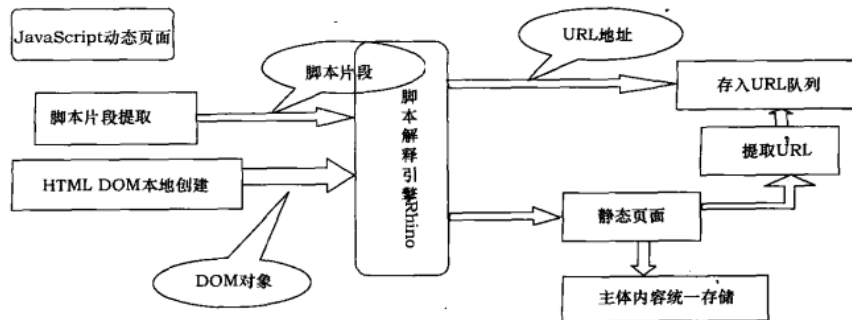 JavaScript动态页面
URL地址
脚本片段
存入URL队列
脚本片段提取
脚本解释引擎Rhino
提取URL
HTML DOM本地创建
静态页面
DOM对象
主体内容统一存储